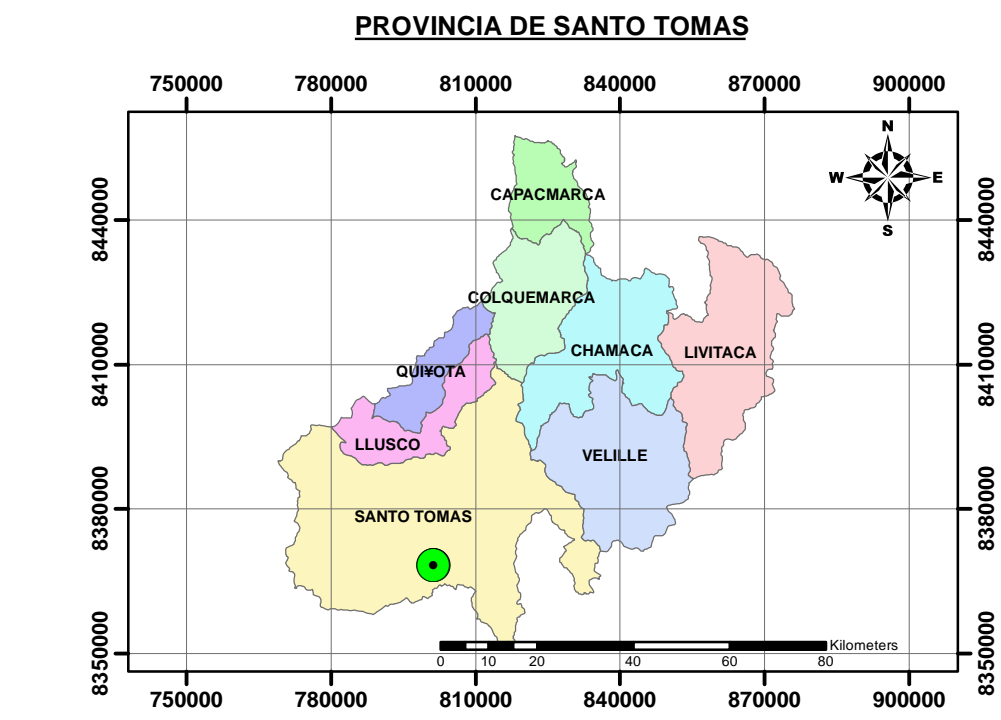 PROVINCIA DE SANTO TOMAS
750000 780000 810000 840000 870000 900000
N
W E
S
CAPACMARCA
8440000 8440000
COLQUEMARCA
CHAMACA LIVITACA
QUI¥OTA
8410000 8410000
LLUSCO
VELILLE
SANTO TOMAS
8380000 8380000
Kilometers
0 10 20 40 60 80
8350000 8350000
750000 780000 810000 840000 870000 900000